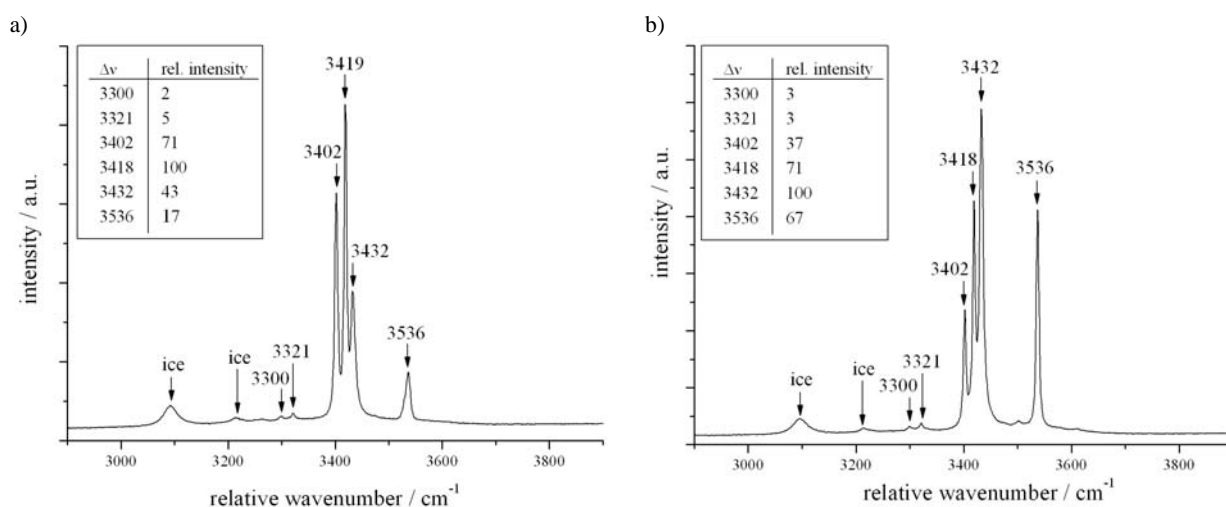 a)
Δν rel. intensity
3300 2
3321 5
3402 71
3418 100
3432 43
3536 17
3419
3402
3432
3536
ice
ice
3321
3300
intensity / a.u.
3000 3200 3400 3600 3800
relative wavenumber / cm⁻¹
b)
Δν rel. intensity
3300 3
3321 3
3402 37
3418 71
3432 100
3536 67
3432
3418
3536
3402
ice
ice
3321
3300
intensity / a.u.
3000 3200 3400 3600 3800
relative wavenumber / cm⁻¹